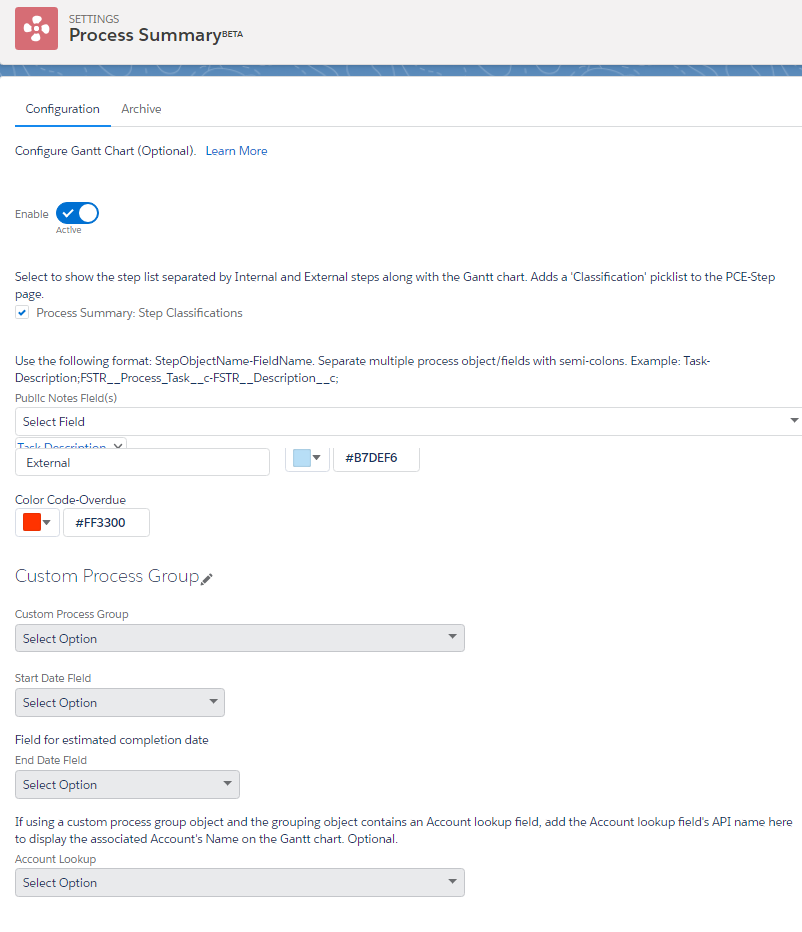 SETTINGS
Process SummaryBETA
Configuration Archive
Configure Gantt Chart (Optional). Learn More
Enable
Active
Select to show the step list separated by Internal and External steps along with the Gantt chart. Adds a 'Classification' picklist to the PCE-Step
page.
Process Summary: Step Classifications
Use the following format: StepObjectName-FieldName. Separate multiple process object/fields with semi-colons. Example: Task-
Description;FSTR__Process_Task__c-FSTR__Description__c;
Public Notes Field(s)
Select Field
Task Description
External #B7DEF6
Color Code-Overdue
#FF3300
Custom Process Group
Custom Process Group
Select Option
Start Date Field
Select Option
Field for estimated completion date
End Date Field
Select Option
If using a custom process group object and the grouping object contains an Account lookup field, add the Account lookup field's API name here
to display the associated Account's Name on the Gantt chart. Optional.
Account Lookup
Select Option